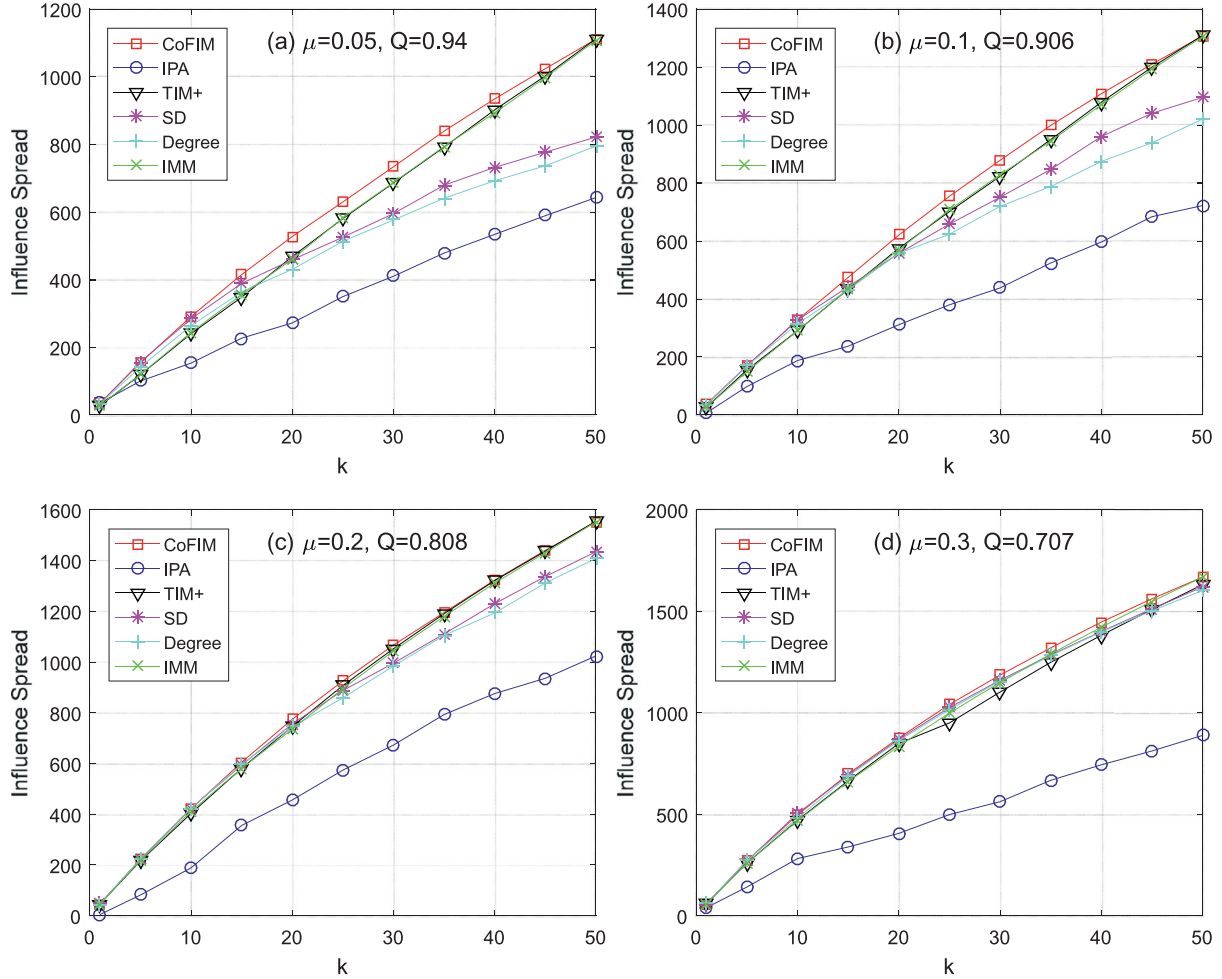 (a) μ=0.05, Q=0.94
CoFIM
IPA
TIM+
SD
Degree
IMM
Influence Spread
1200
1000
800
600
400
200
0
0 10 20 30 40 50
k
(b) μ=0.1, Q=0.906
CoFIM
IPA
TIM+
SD
Degree
IMM
Influence Spread
1400
1200
1000
800
600
400
200
0
0 10 20 30 40 50
k
(c) μ=0.2, Q=0.808
CoFIM
IPA
TIM+
SD
Degree
IMM
Influence Spread
1600
1400
1200
1000
800
600
400
200
0
0 10 20 30 40 50
k
(d) μ=0.3, Q=0.707
CoFIM
IPA
TIM+
SD
Degree
IMM
Influence Spread
2000
1500
1000
500
0
0 10 20 30 40 50
k